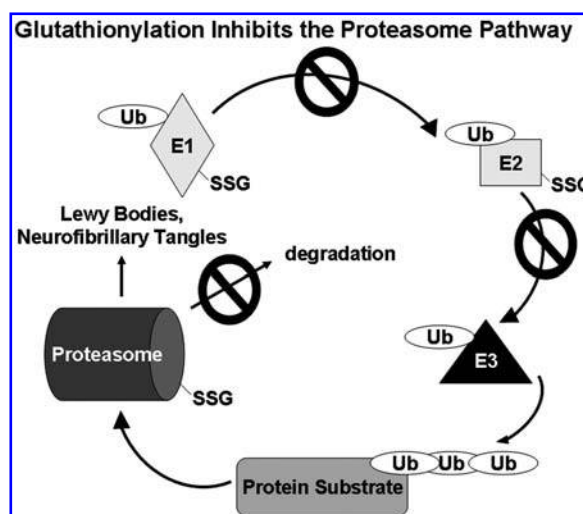 Glutathionylation Inhibits the Proteasome Pathway
Ub
E1
SSG
Ub
E2
SSG
Lewy Bodies,
Neurofibrillary Tangles
degradation
Proteasome
SSG
Ub
E3
Ub Ub Ub
Protein Substrate